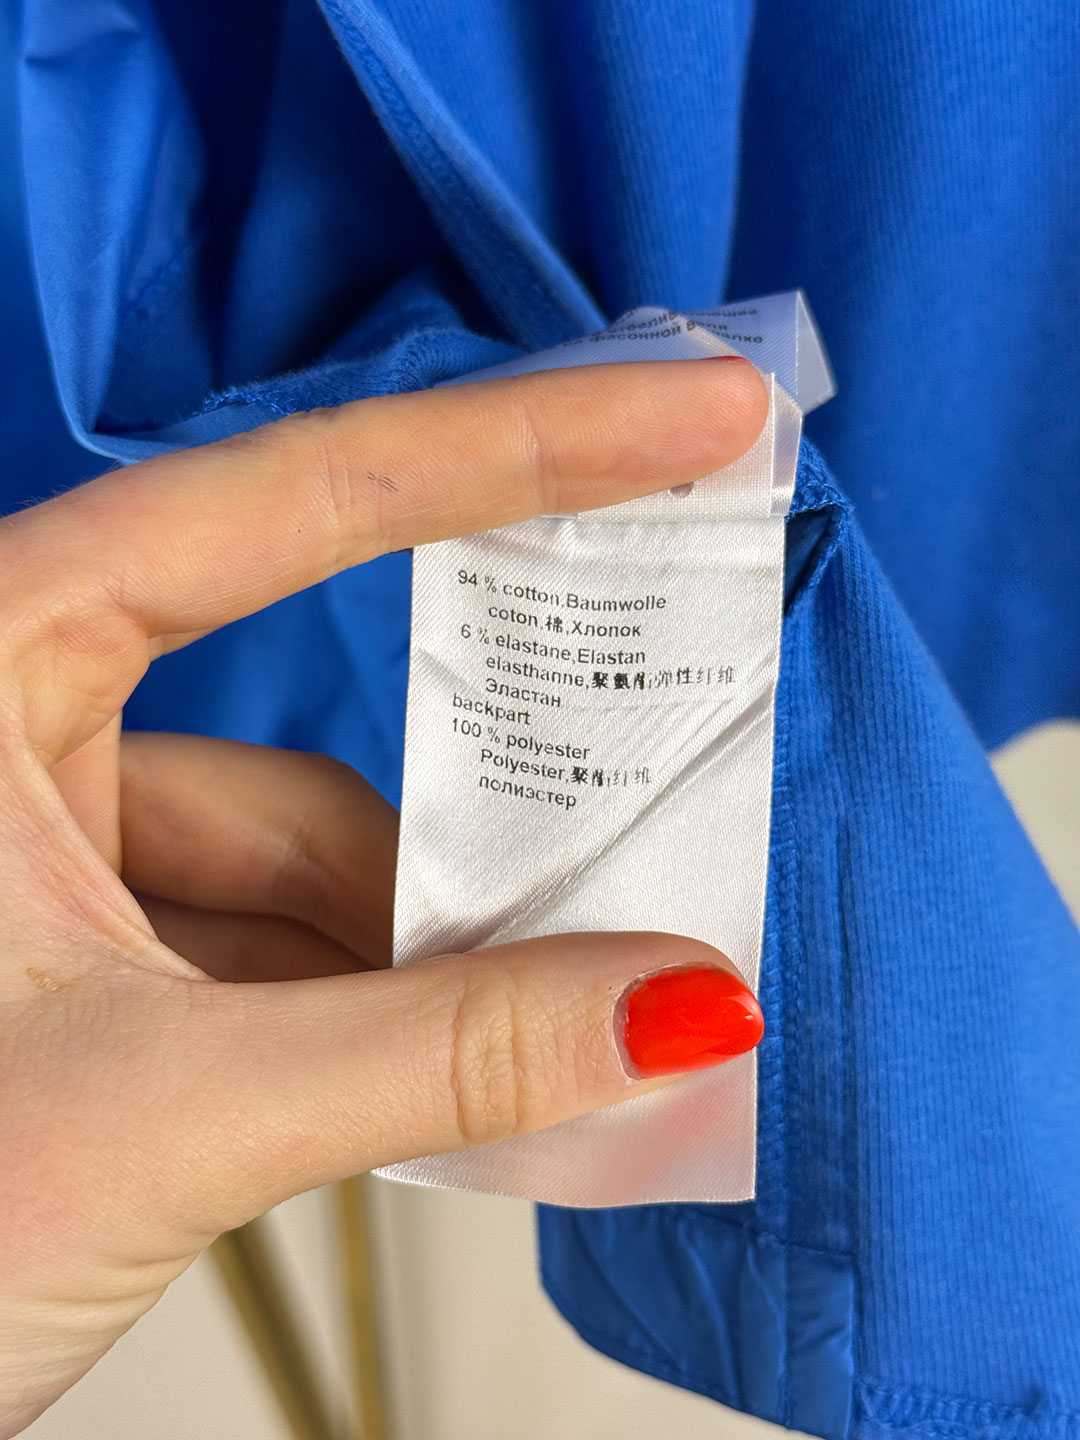 фасонной
94 % cotton,Baumwolle
coton,棉,Хлопок
6 % elastane,Elastan
elasthanne,聚氨酯弹性纤维
Эластан
backpart
100 % polyester
Polyester,聚酯纤维
полиэстер